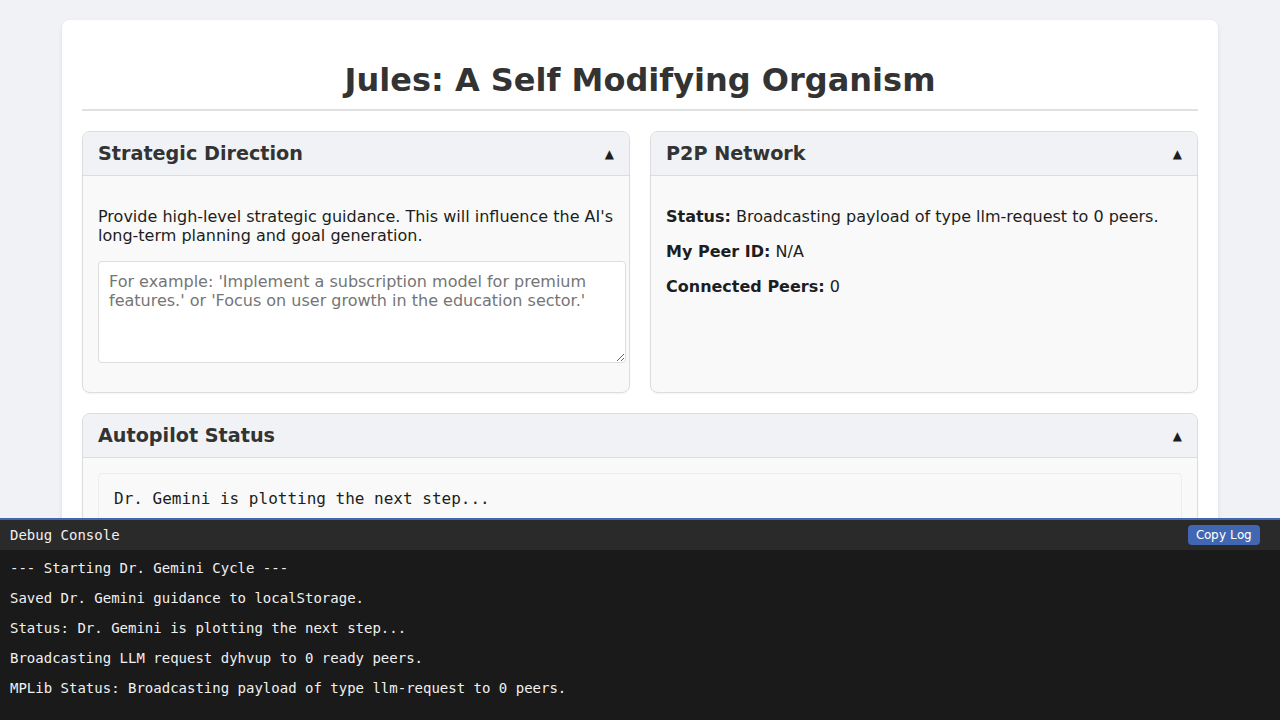 Jules: A Self Modifying Organism
Strategic Direction ▲
Provide high-level strategic guidance. This will influence the AI's
long-term planning and goal generation.
For example: 'Implement a subscription model for premium
features.' or 'Focus on user growth in the education sector.'
P2P Network ▲
Status: Broadcasting payload of type llm-request to 0 peers.
My Peer ID: N/A
Connected Peers: 0
Autopilot Status ▲
Dr. Gemini is plotting the next step...
Debug Console
Copy Log
--- Starting Dr. Gemini Cycle ---
Saved Dr. Gemini guidance to localStorage.
Status: Dr. Gemini is plotting the next step...
Broadcasting LLM request dyhvup to 0 ready peers.
MPLib Status: Broadcasting payload of type llm-request to 0 peers.